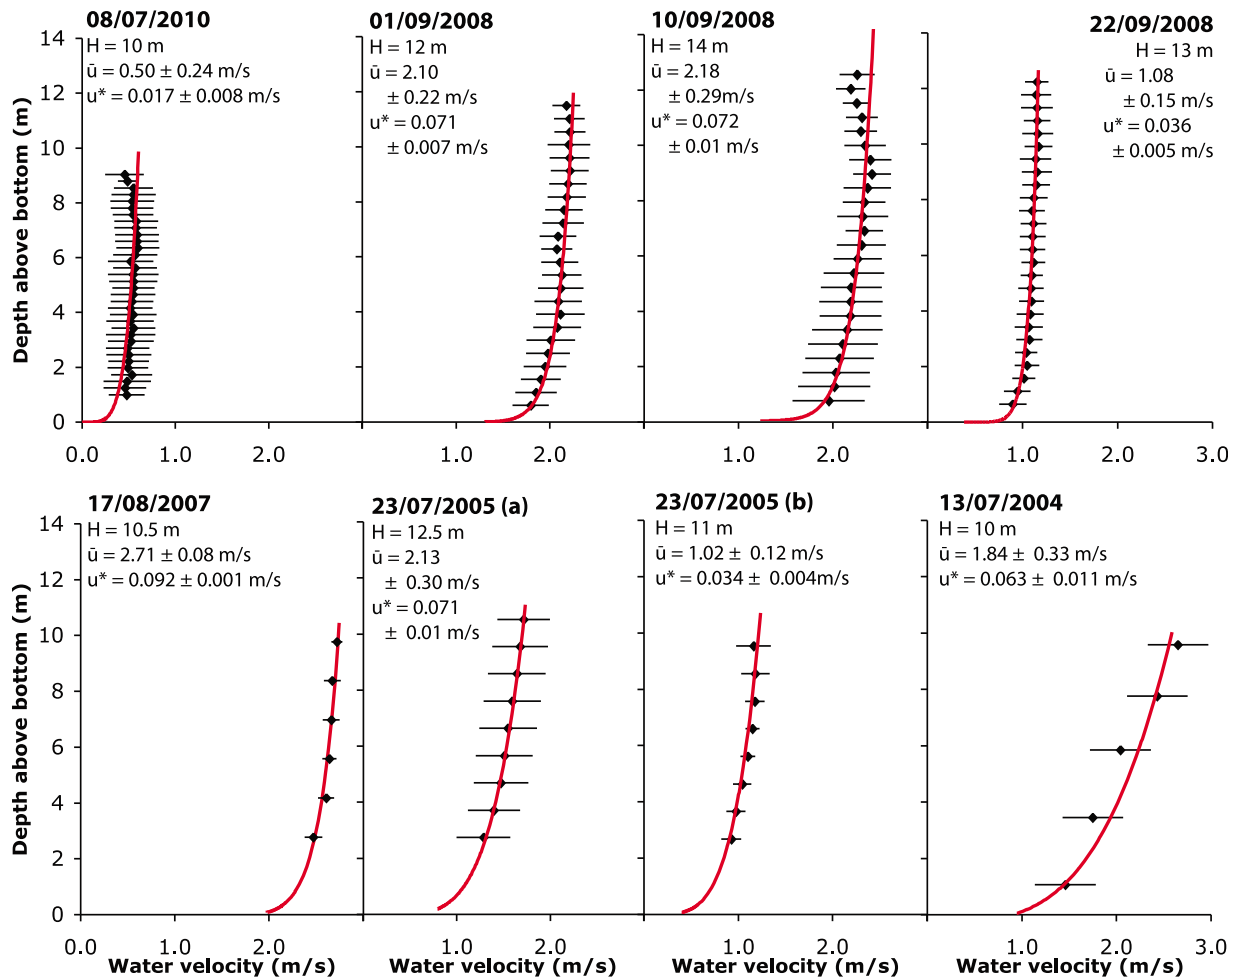 08/07/2010
H = 10 m
ū = 0.50 ± 0.24 m/s
u* = 0.017 ± 0.008 m/s
01/09/2008
H = 12 m
ū = 2.10
± 0.22 m/s
u* = 0.071
± 0.007 m/s
10/09/2008
H = 14 m
ū = 2.18
± 0.29m/s
u* = 0.072
± 0.01 m/s
22/09/2008
H = 13 m
ū = 1.08
± 0.15 m/s
u* = 0.036
± 0.005 m/s
Depth above bottom (m)
14
12
10
8
6
4
2
0
0.0 1.0 2.0 1.0 2.0 1.0 2.0 1.0 2.0 3.0
17/08/2007
H = 10.5 m
ū = 2.71 ± 0.08 m/s
u* = 0.092 ± 0.001 m/s
23/07/2005 (a)
H = 12.5 m
ū = 2.13
± 0.30 m/s
u* = 0.071
± 0.01 m/s
23/07/2005 (b)
H = 11 m
ū = 1.02 ± 0.12 m/s
u* = 0.034 ± 0.004m/s
13/07/2004
H = 10 m
ū = 1.84 ± 0.33 m/s
u* = 0.063 ± 0.011 m/s
Depth above bottom (m)
14
12
10
8
6
4
2
0
0.0 1.0 2.0 1.0 2.0 1.0 2.0 1.0 2.0 3.0
Water velocity (m/s) Water velocity (m/s) Water velocity (m/s) Water velocity (m/s)